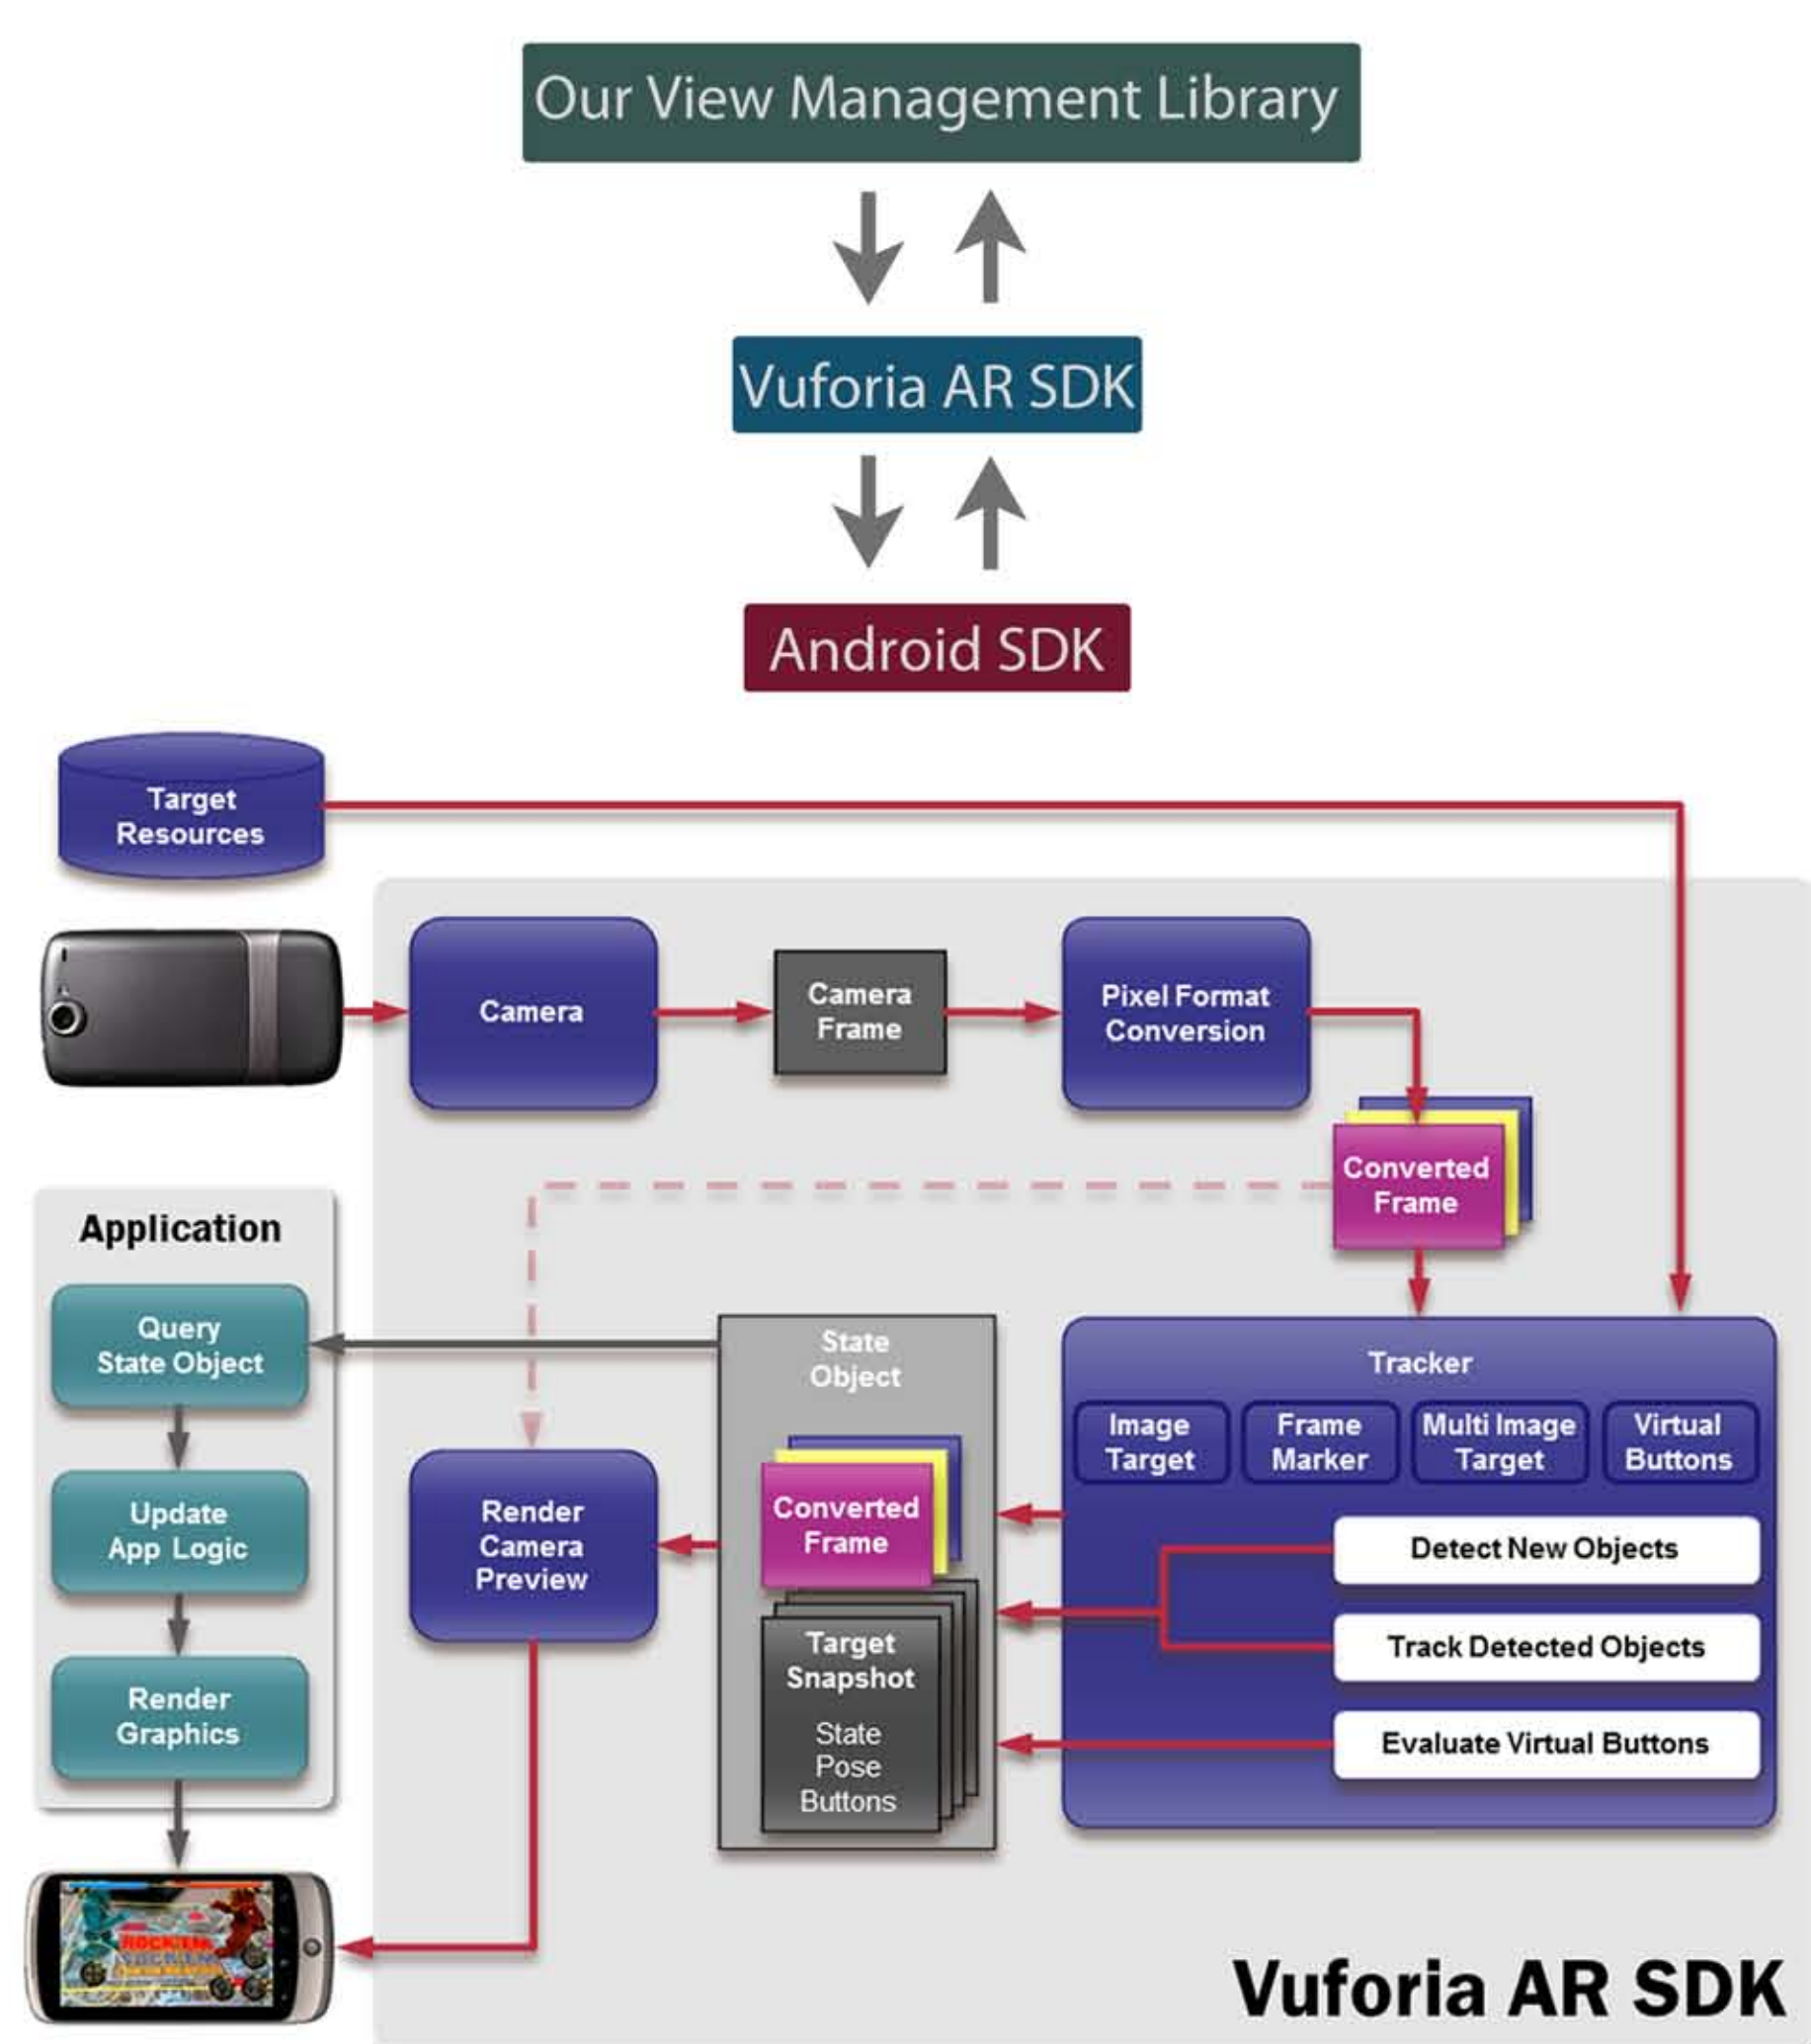 Our View Management Library
Vuforia AR SDK
Android SDK
Target
Resources
Camera
Camera
Frame
Pixel Format
Conversion
Converted
Frame
Application
Query
State Object
Update
App Logic
Render
Graphics
Render
Camera
Preview
State
Object
Converted
Frame
Target
Snapshot
State
Pose
Buttons
Tracker
Image
Target
Frame
Marker
Multi Image
Target
Virtual
Buttons
Detect New Objects
Track Detected Objects
Evaluate Virtual Buttons
Vuforia AR SDK